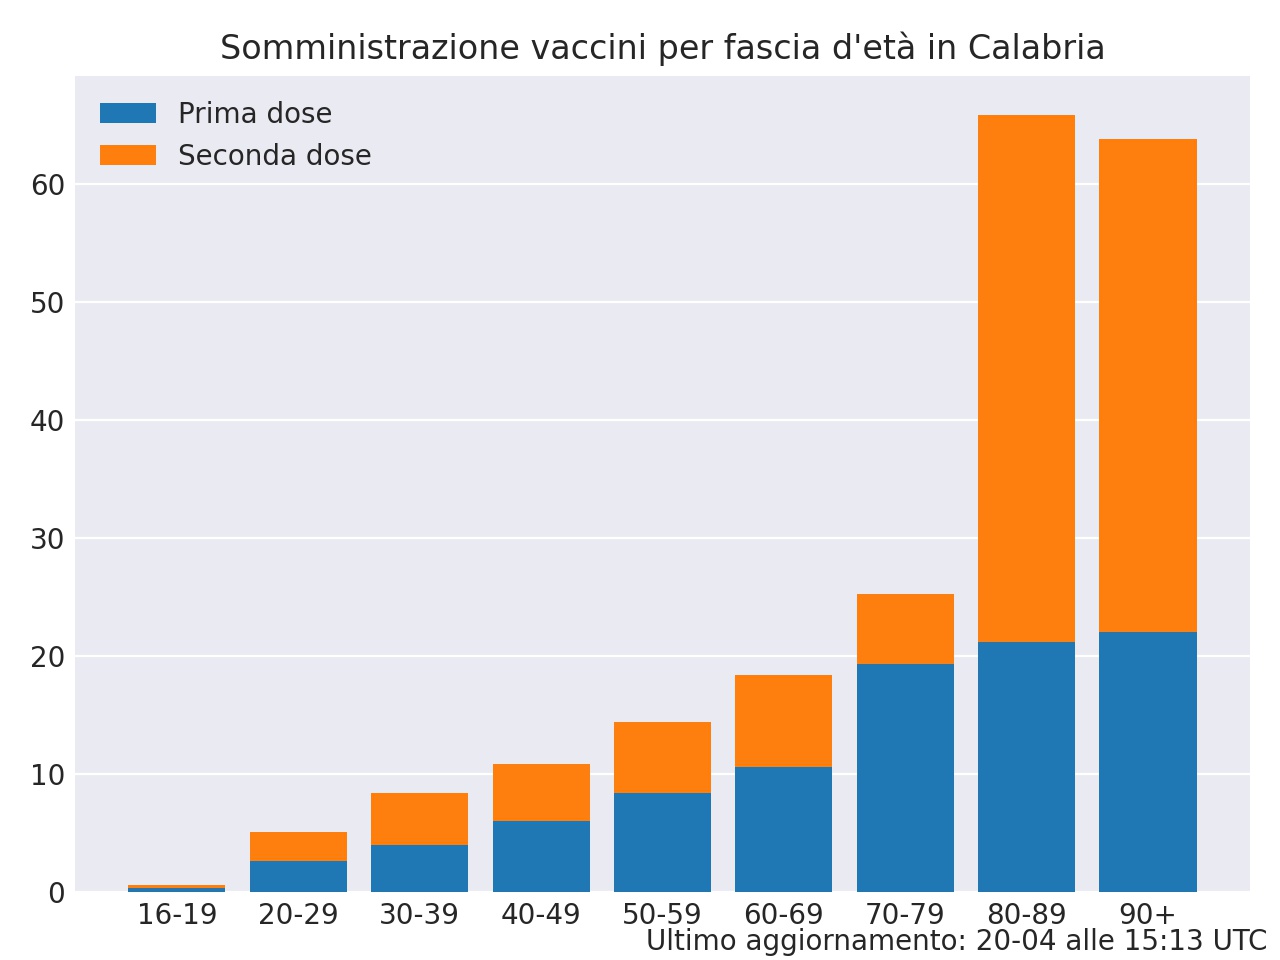 Somministrazione vaccini per fascia d'età in Calabria
Prima dose
Seconda dose
60
50
40
30
20
10
0
16-19 20-29 30-39 40-49 50-59 60-69 70-79 80-89 90+
Ultimo aggiornamento: 20-04 alle 15:13 UTC